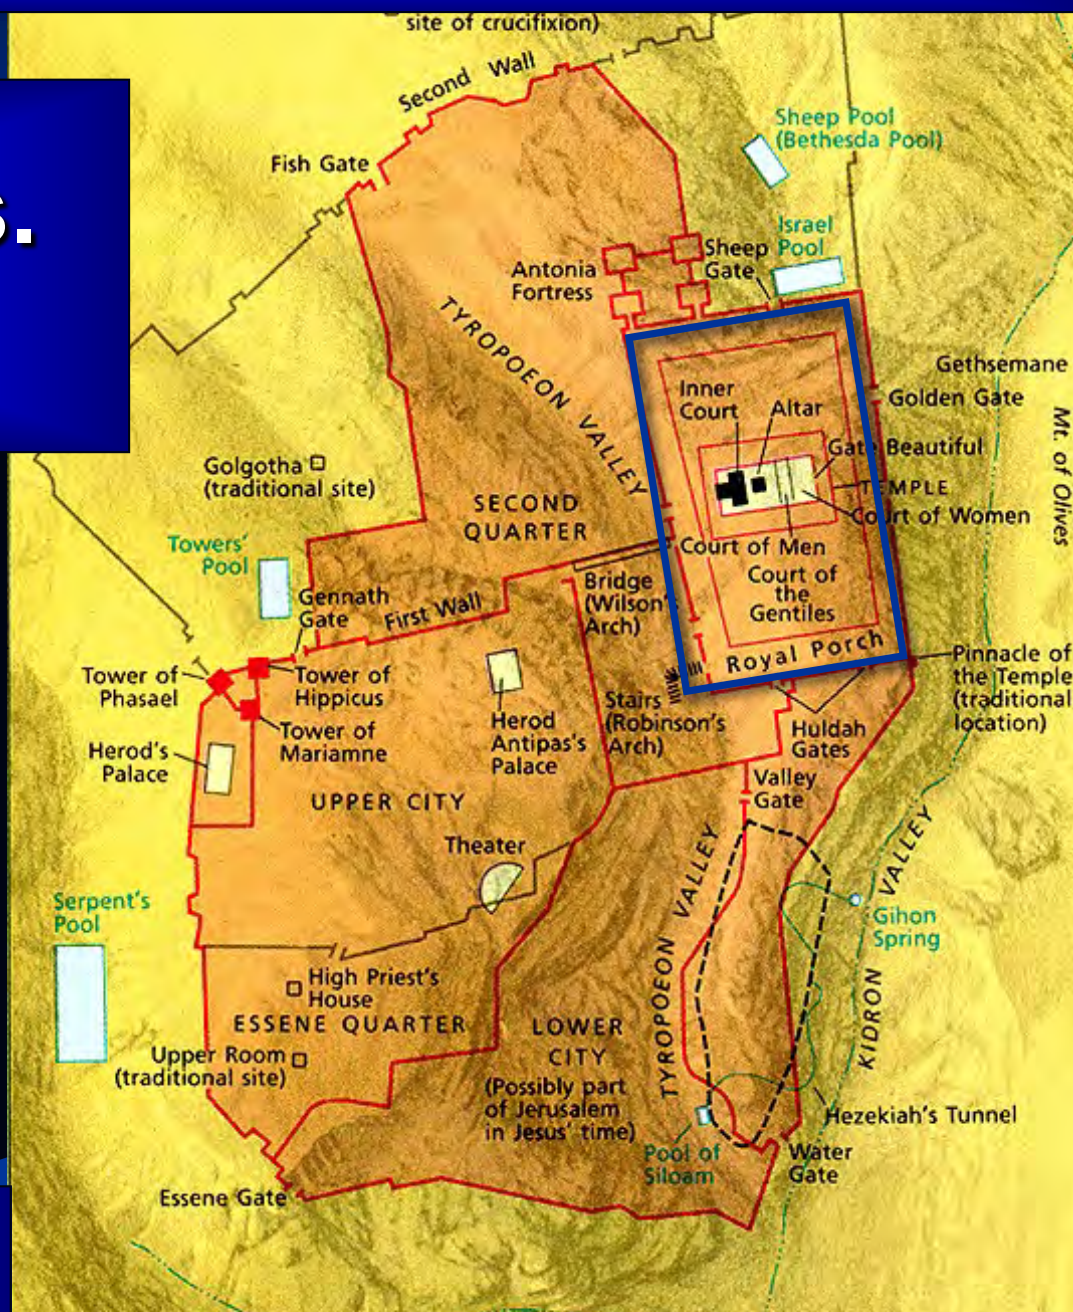 site of crucifixion)
Second Wall
s.
Sheep Pool
(Bethesda Pool)
Fish Gate
Israel
Pool
Sheep
Gate
Antonia
Fortress
TYROPOEON VALLEY
Gethsemane
Inner
Court
Altar
Golden Gate
Mt. of Olives
Gate Beautiful
Golgotha
(traditional site)
TEMPLE
SECOND
QUARTER
Court of Women
Towers'
Pool
Court of Men
Court of
the
Gentiles
Bridge
(Wilson's
Arch)
Gennath
Gate
First Wall
Royal Porch
Pinnacle of
the Temple
(traditional
location)
Tower of
Phasael
Tower of
Hippicus
Stairs
(Robinson's
Arch)
Herod
Antipas's
Palace
Tower of
Mariamne
Huldah
Gates
Herod's
Palace
Valley
Gate
UPPER CITY
Theater
TYROPOEON VALLEY
KIDRON VALLEY
Serpent's
Pool
Gihon
Spring
High Priest's
House
ESSENE QUARTER
LOWER
CITY
(Possibly part
of Jerusalem
in Jesus' time)
Upper Room
(traditional site)
Hezekiah's Tunnel
Pool of
Siloam
Water
Gate
Essene Gate